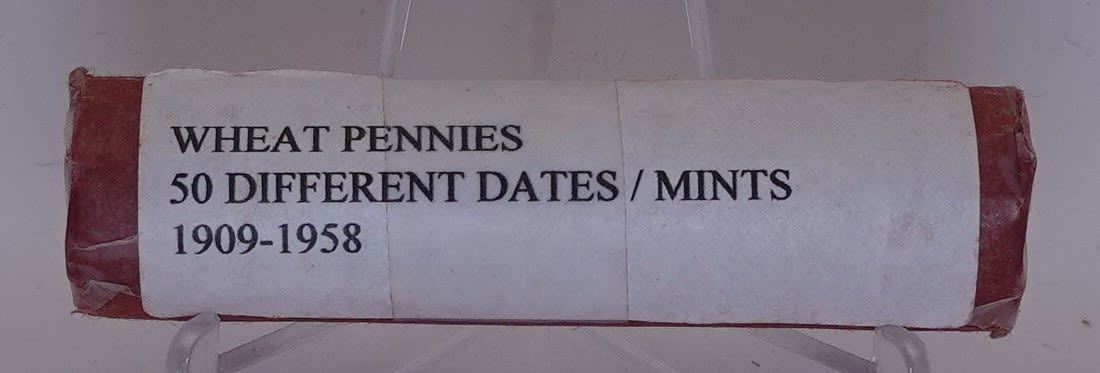 WHEAT PENNIES
50 DIFFERENT DATES / MINTS
1909-1958